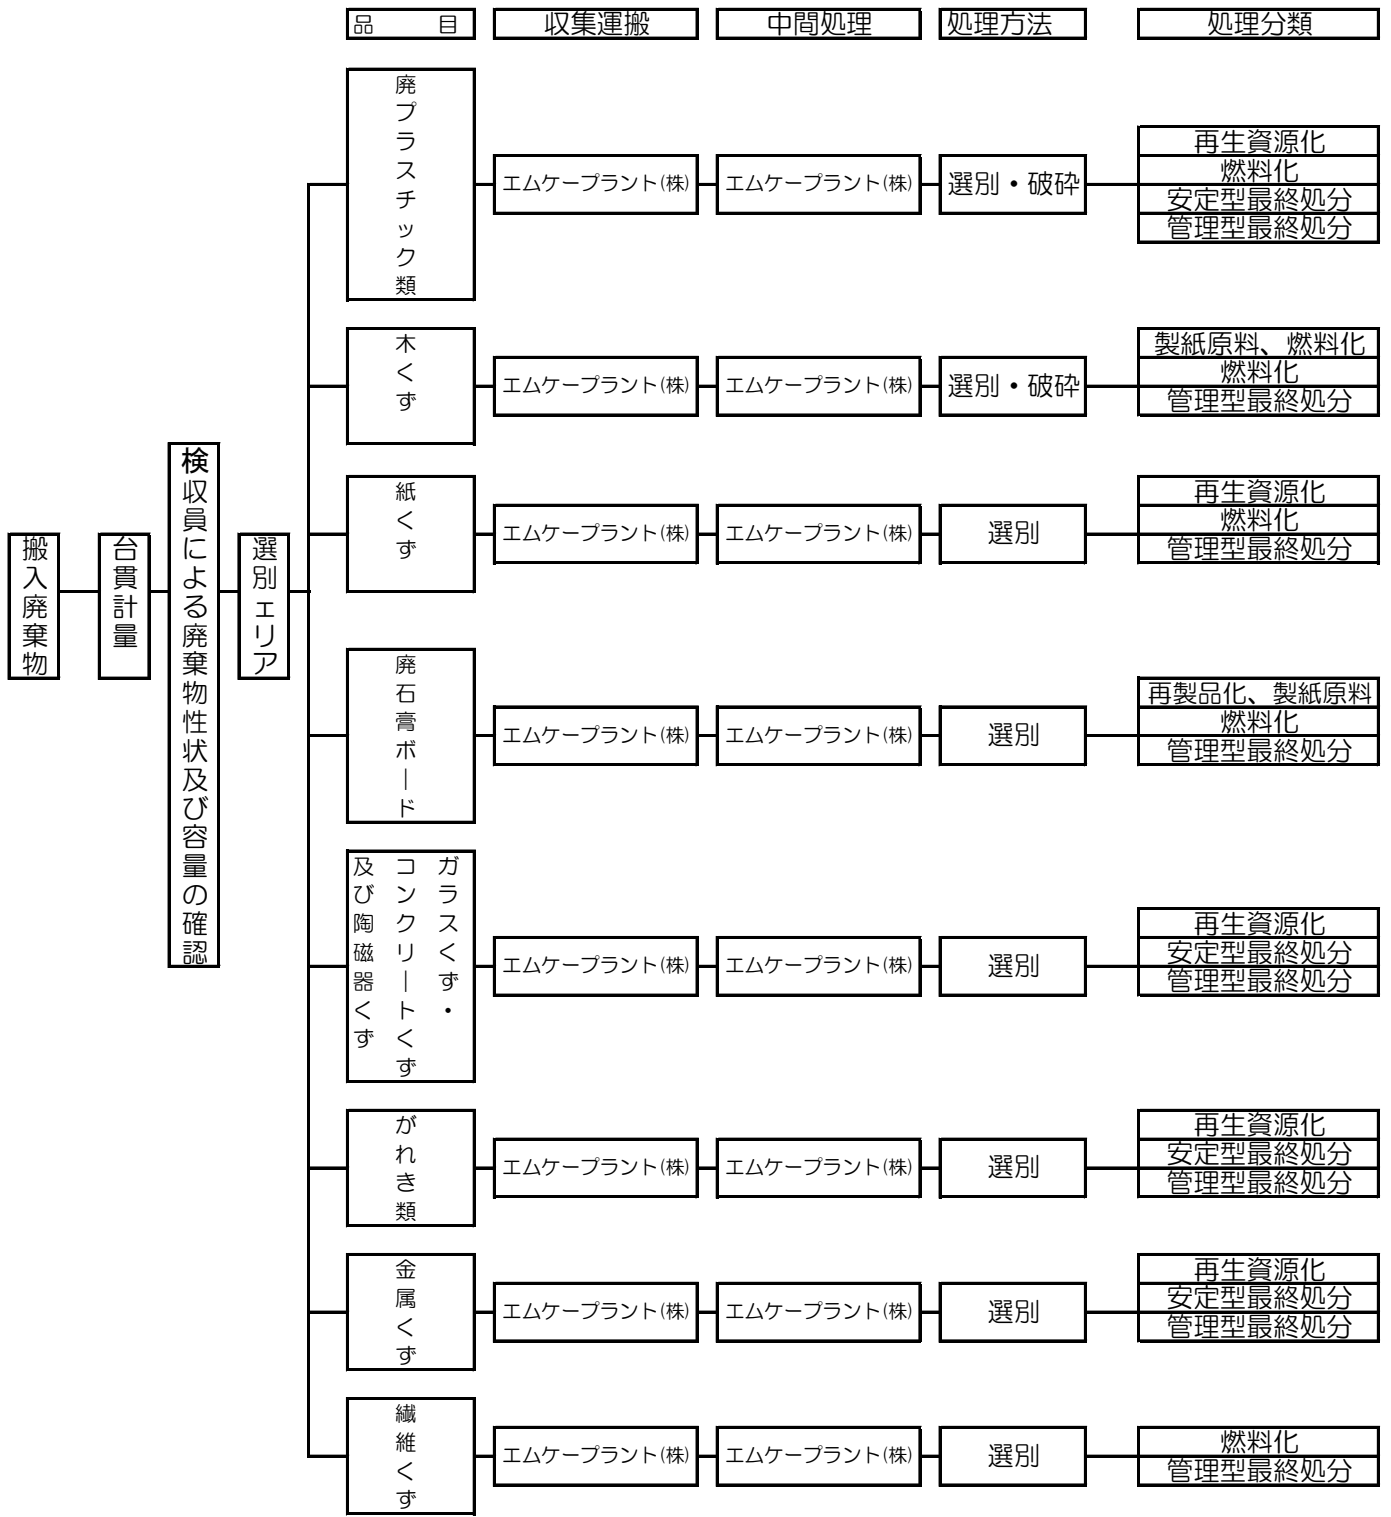 品　目
収集運搬
中間処理
処理方法
処理分類
搬入廃棄物
台貫計量
検収員による廃棄物性状及び容量の確認
選別エリア
廃プラスチック類
エムケープラント(株)
エムケープラント(株)
選別・破砕
再生資源化
燃料化
安定型最終処分
管理型最終処分
木くず
エムケープラント(株)
エムケープラント(株)
選別・破砕
製紙原料、燃料化
燃料化
管理型最終処分
紙くず
エムケープラント(株)
エムケープラント(株)
選別
再生資源化
燃料化
管理型最終処分
廃石膏ボード
エムケープラント(株)
エムケープラント(株)
選別
再製品化、製紙原料
燃料化
管理型最終処分
ガラスくず・
コンクリートくず
及び陶磁器くず
エムケープラント(株)
エムケープラント(株)
選別
再生資源化
安定型最終処分
管理型最終処分
がれき類
エムケープラント(株)
エムケープラント(株)
選別
再生資源化
安定型最終処分
管理型最終処分
金属くず
エムケープラント(株)
エムケープラント(株)
選別
再生資源化
安定型最終処分
管理型最終処分
繊維くず
エムケープラント(株)
エムケープラント(株)
選別
燃料化
管理型最終処分